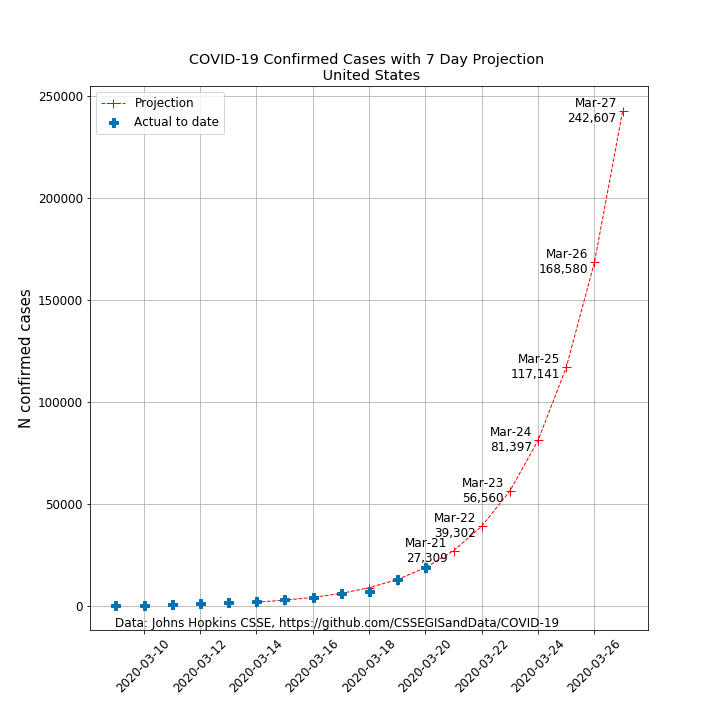 COVID-19 Confirmed Cases with 7 Day Projection
United States
Projection
Actual to date
N confirmed cases
250000
200000
150000
100000
50000
0
Mar-27
242,607
Mar-26
168,580
Mar-25
117,141
Mar-24
81,397
Mar-23
56,560
Mar-22
39,302
Mar-21
27,309
Data: Johns Hopkins CSSE, https://github.com/CSSEGISandData/COVID-19
2020-03-10
2020-03-12
2020-03-14
2020-03-16
2020-03-18
2020-03-20
2020-03-22
2020-03-24
2020-03-26